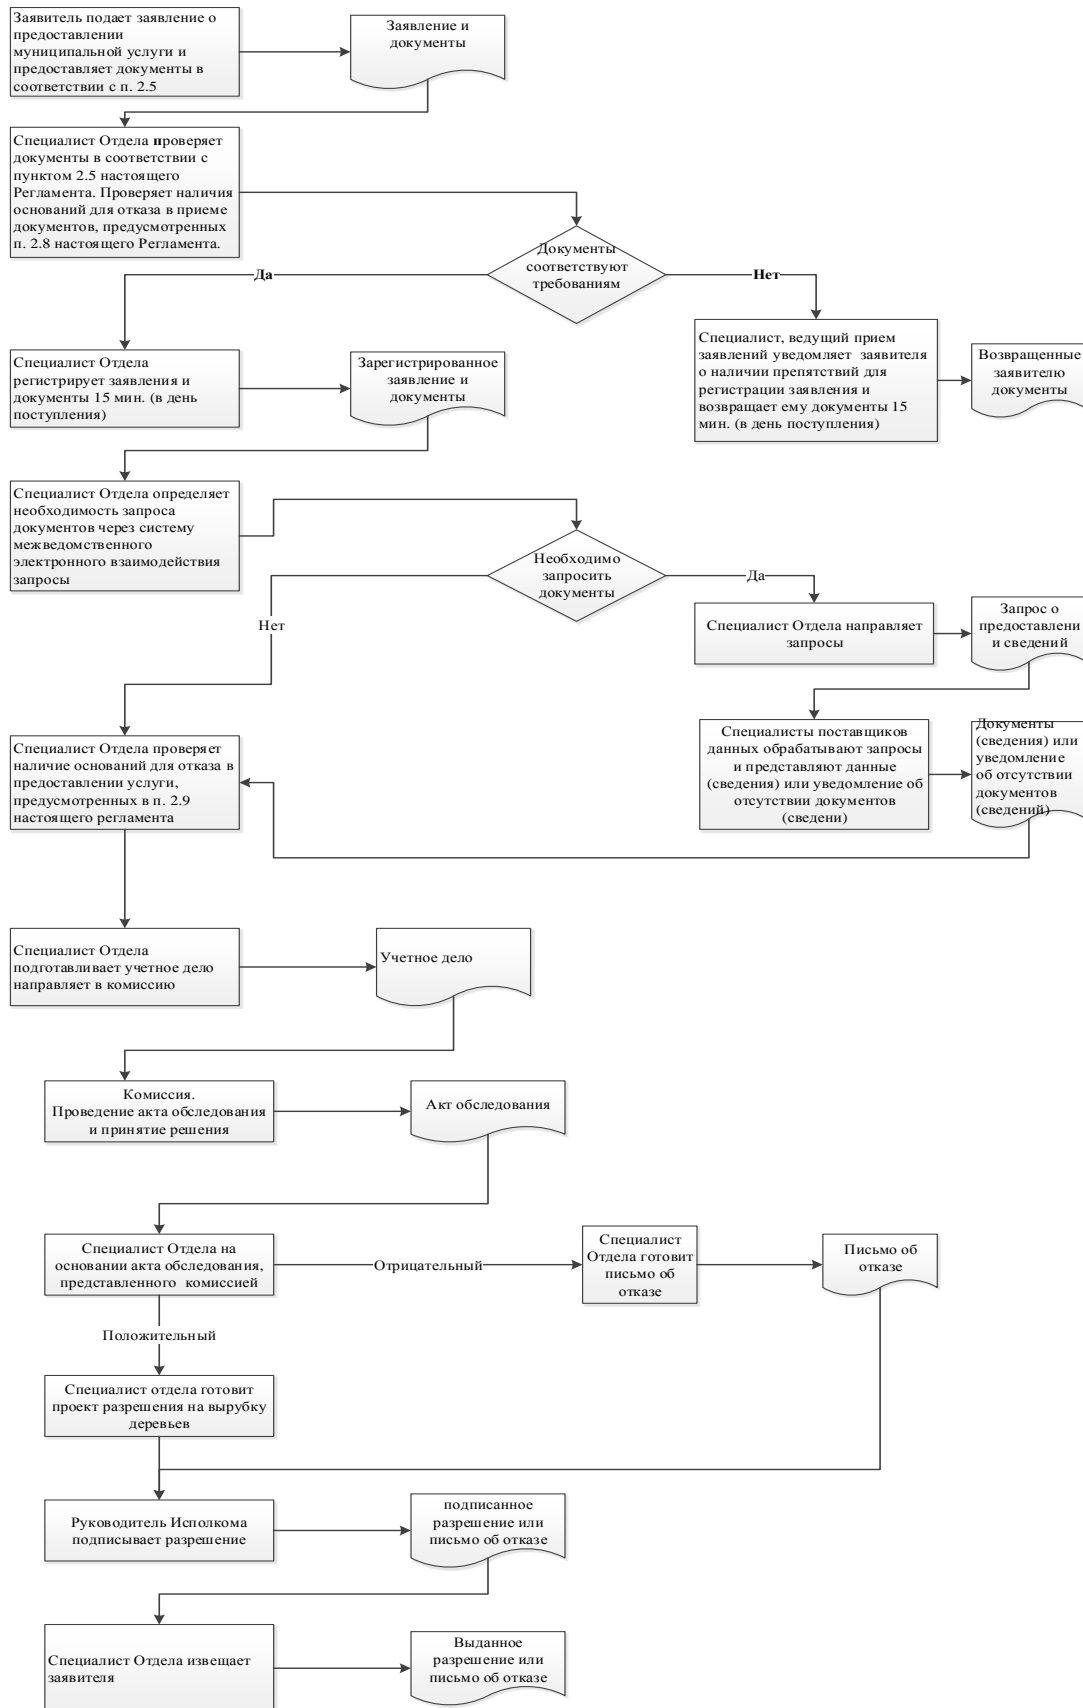 Заявитель подает заявление о
предоставлении
муниципальной услуги и
предоставляет документы в
соответствии с п. 2.5
Заявление и
документы
Специалист Отдела проверяет
документы в соответствии с
пунктом 2.5 настоящего
Регламента. Проверяет наличия
оснований для отказа в приеме
документов, предусмотренных
п. 2.8 настоящего Регламента.
Документы
соответствуют
требованиям
Да
Нет
Специалист Отдела
регистрирует заявления и
документы 15 мин. (в день
поступления)
Зарегистрированное
заявление и
документы
Специалист, ведущий прием
заявлений уведомляет заявителя
о наличии препятствий для
регистрации заявления и
возвращает ему документы 15
мин. (в день поступления)
Возвращенные
заявителю
документы
Специалист Отдела определяет
необходимость запроса
документов через систему
межведомственного
электронного взаимодействия
запросы
Необходимо
запросить
документы
Да
Нет
Специалист Отдела направляет
запросы
Запрос о
предоставлени
и сведений
Специалист Отдела проверяет
наличие оснований для отказа в
предоставлении услуги,
предусмотренных в п. 2.9
настоящего регламента
Специалисты поставщиков
данных обрабатывают запросы
и представляют данные
(сведения) или уведомление об
отсутствии документов
(сведени)
Документы
(сведения) или
уведомление
об отсутствии
документов
(сведений)
Специалист Отдела
подготавливает учетное дело
направляет в комиссию
Учетное дело
Комиссия.
Проведение акта обследования
и принятие решения
Акт обследования
Специалист Отдела на
основании акта обследования,
представленного комиссией
Отрицательный
Специалист
Отдела готовит
письмо об
отказе
Письмо об
отказе
Положительный
Специалист отдела готовит
проект разрешения на вырубку
деревьев
Руководитель Исполкома
подписывает разрешение
подписанное
разрешение или
письмо об отказе
Специалист Отдела извещает
заявителя
Выданное
разрешение или
письмо об отказе